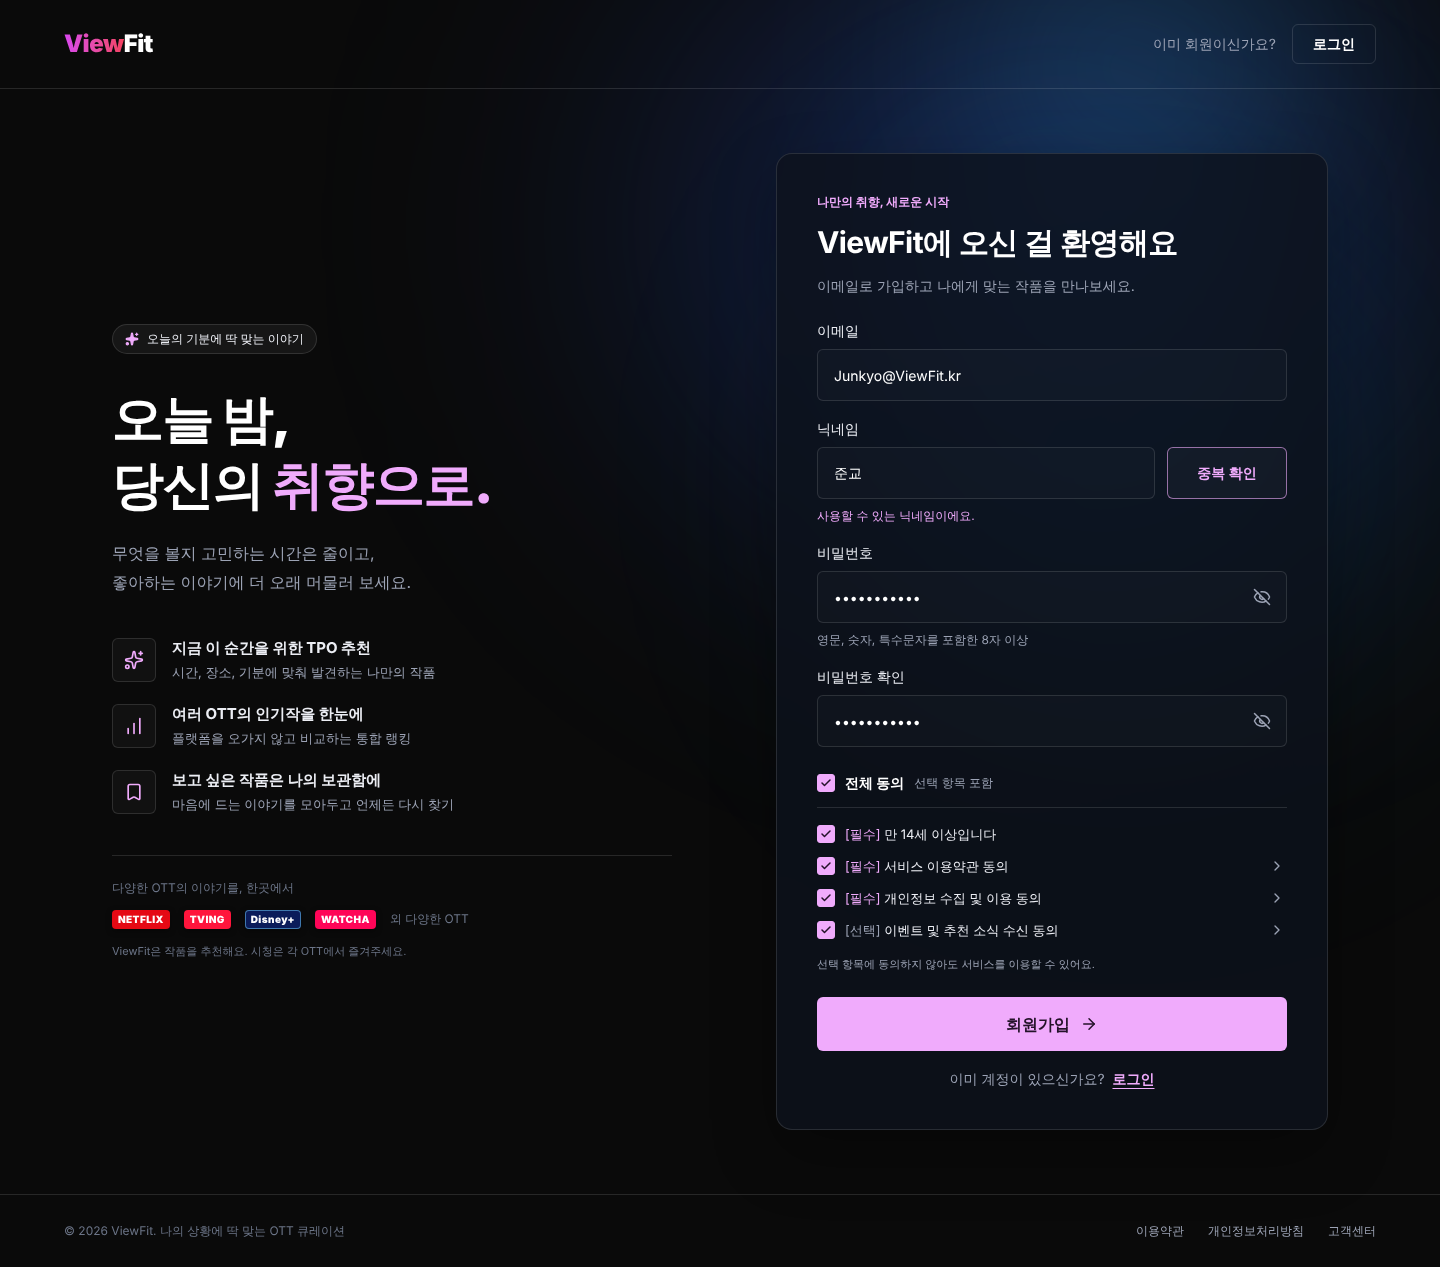 ViewFit
이미 회원이신가요?
로그인
오늘의 기분에 딱 맞는 이야기
오늘 밤,
당신의 취향으로.
무엇을 볼지 고민하는 시간은 줄이고,
좋아하는 이야기에 더 오래 머물러 보세요.
지금 이 순간을 위한 TPO 추천
시간, 장소, 기분에 맞춰 발견하는 나만의 작품
여러 OTT의 인기작을 한눈에
플랫폼을 오가지 않고 비교하는 통합 랭킹
보고 싶은 작품은 나의 보관함에
마음에 드는 이야기를 모아두고 언제든 다시 찾기
다양한 OTT의 이야기를, 한곳에서
NETFLIX TVING Disney+ WATCHA 외 다양한 OTT
ViewFit은 작품을 추천해요. 시청은 각 OTT에서 즐겨주세요.
나만의 취향, 새로운 시작
ViewFit에 오신 걸 환영해요
이메일로 가입하고 나에게 맞는 작품을 만나보세요.
이메일
Junkyo@ViewFit.kr
닉네임
준교
중복 확인
사용할 수 있는 닉네임이에요.
비밀번호
•••••••••••
영문, 숫자, 특수문자를 포함한 8자 이상
비밀번호 확인
•••••••••••
전체 동의 선택 항목 포함
[필수] 만 14세 이상입니다
[필수] 서비스 이용약관 동의
[필수] 개인정보 수집 및 이용 동의
[선택] 이벤트 및 추천 소식 수신 동의
선택 항목에 동의하지 않아도 서비스를 이용할 수 있어요.
회원가입
이미 계정이 있으신가요? 로그인
© 2026 ViewFit. 나의 상황에 딱 맞는 OTT 큐레이션
이용약관
개인정보처리방침
고객센터